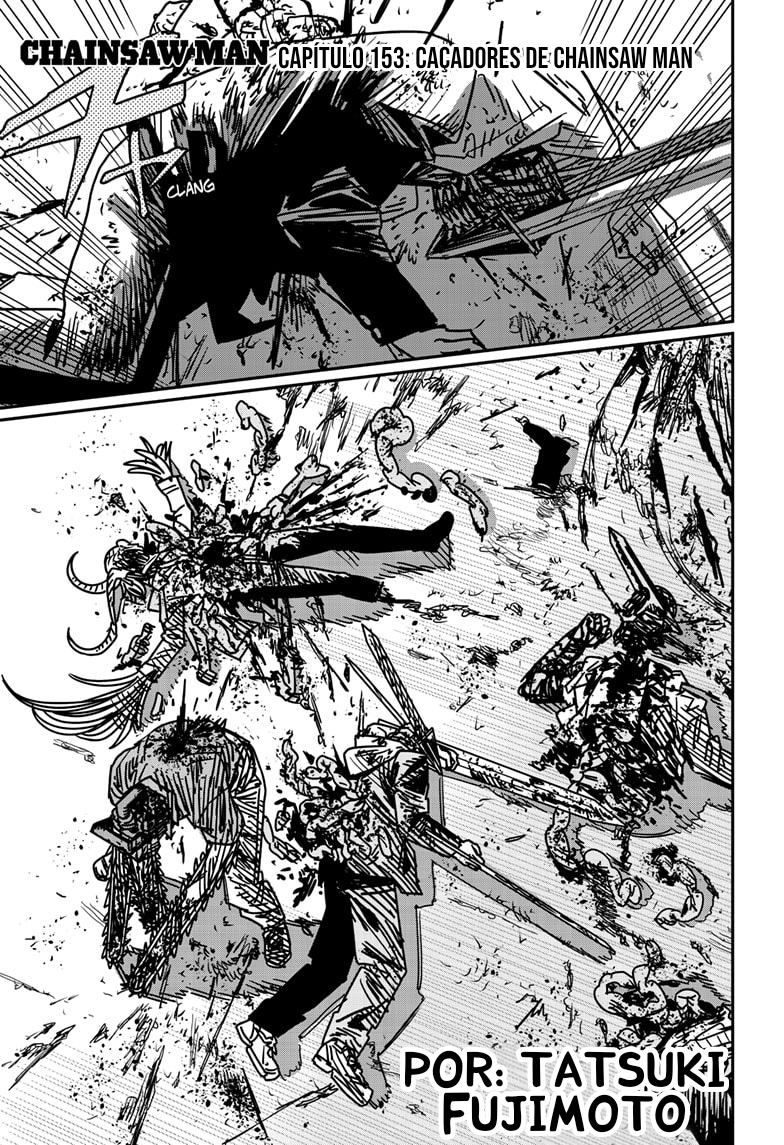 CHAINSAW MAN CAPÍTULO 153: CAÇADORES DE CHAINSAW MAN
CLANG
POR: TATSUKI
FUJIMOTO